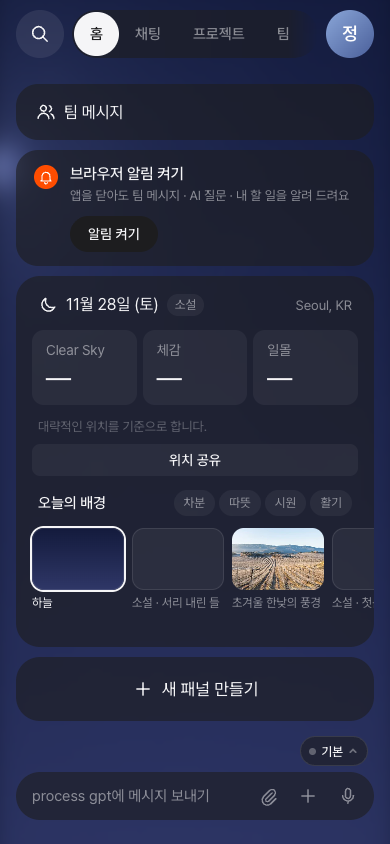 홈 채팅 프로젝트 팀 정
팀 메시지
브라우저 알림 켜기
앱을 닫아도 팀 메시지 · AI 질문 · 내 할 일을 알려 드려요
알림 켜기
11월 28일 (토) 소설 Seoul, KR
Clear Sky 체감 일몰
— — —
대략적인 위치를 기준으로 합니다.
위치 공유
오늘의 배경 차분 따뜻 시원 활기
하늘 소설 · 서리 내린 들 초겨울 한낮의 풍경 소설 · 첫
새 패널 만들기
기본
process gpt에 메시지 보내기